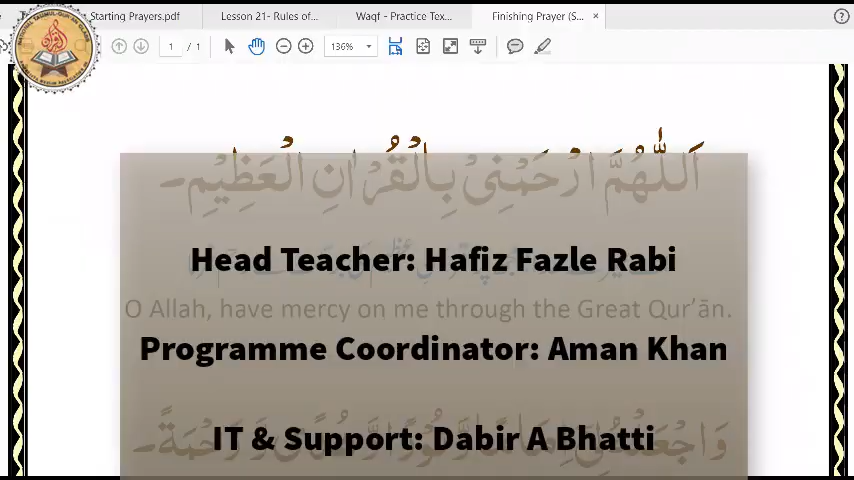 Starting Prayers.pdf
Lesson 21- Rules of...
Waqf - Practice Tex...
Finishing Prayer (S... ×
1 / 1
136%
اَللّٰهُمَّ ارْحَمْنِىْ بِالْقُرْاٰنِ الْعَظِيْمِ۔
Head Teacher: Hafiz Fazle Rabi
O Allah, have mercy on me through the Great Qur’ān.
Programme Coordinator: Aman Khan
IT & Support: Dabir A Bhatti